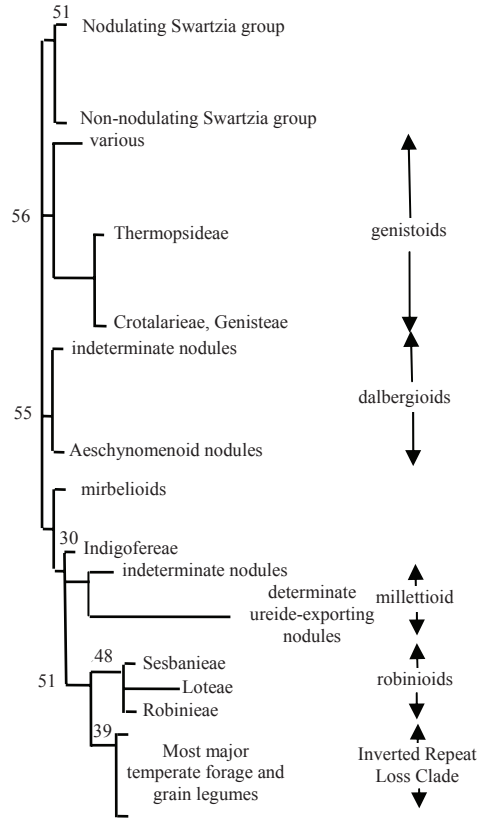 51
Nodulating Swartzia group
Non-nodulating Swartzia group
various
56
Thermopsideae
genistoids
Crotalarieae, Genisteae
indeterminate nodules
dalbergioids
55
Aeschynomenoid nodules
mirbelioids
30
Indigofereae
indeterminate nodules
determinate
ureide-exporting
nodules
millettioid
48
Sesbanieae
51
Loteae
robinioids
Robinieae
39
Most major
temperate forage and
grain legumes
Inverted Repeat
Loss Clade